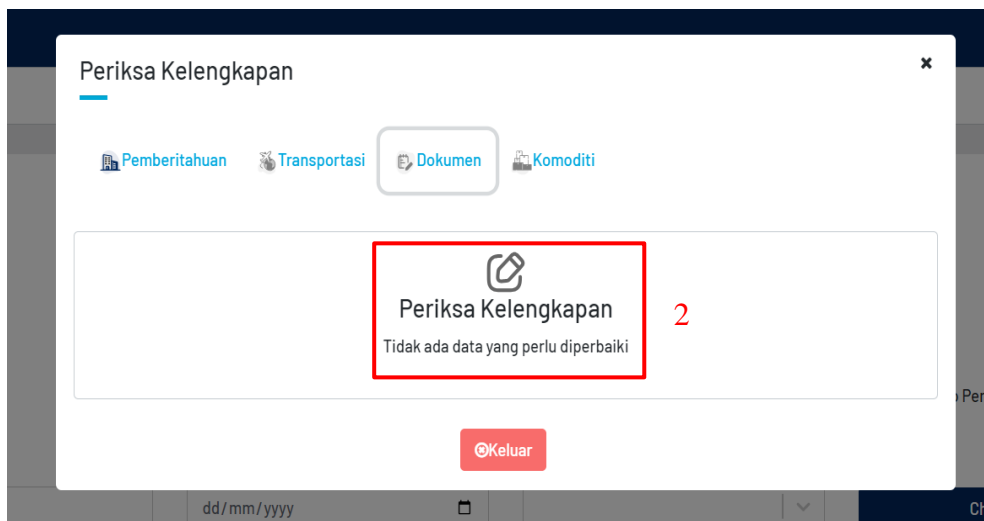 Periksa Kelengkapan
Pemberitahuan Transportasi Dokumen Komoditi
Periksa Kelengkapan
2
Tidak ada data yang perlu diperbaiki
Keluar
dd/mm/yyyy